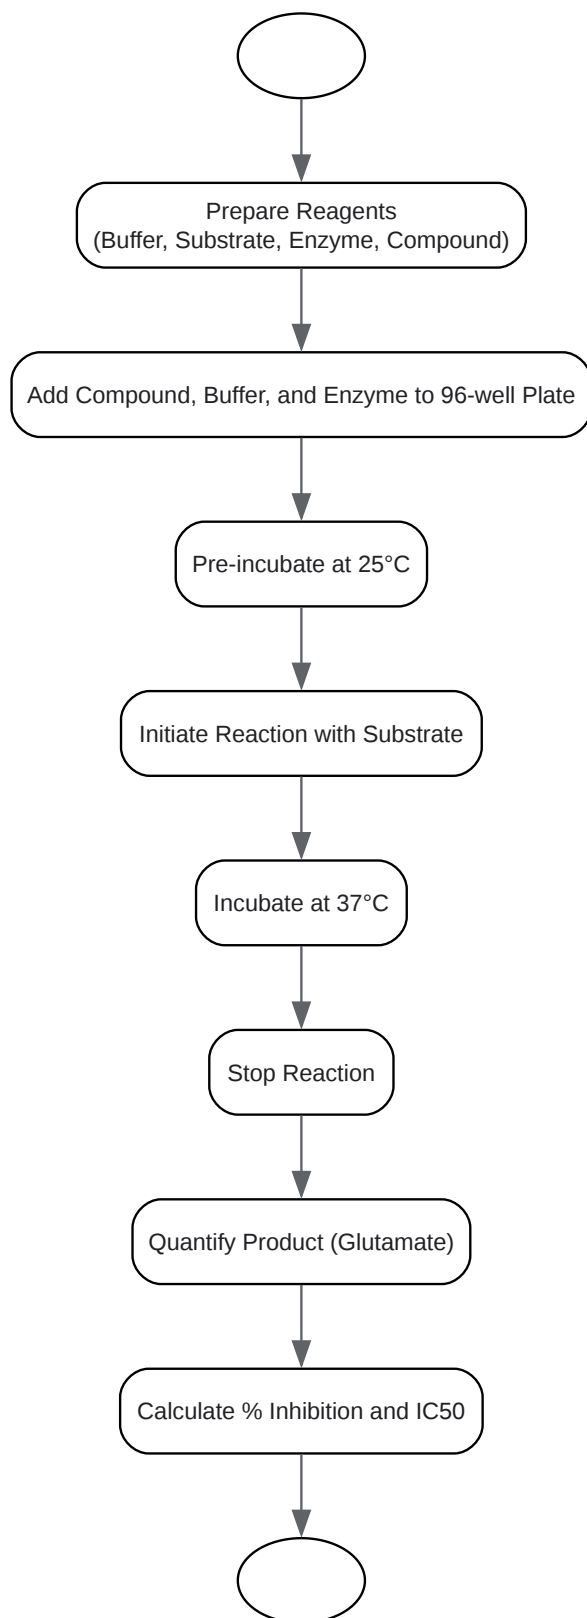 Prepare Reagents
(Buffer, Substrate, Enzyme, Compound)
Add Compound, Buffer, and Enzyme to 96-well Plate
Pre-incubate at 25°C
Initiate Reaction with Substrate
Incubate at 37°C
Stop Reaction
Quantify Product (Glutamate)
Calculate % Inhibition and IC50